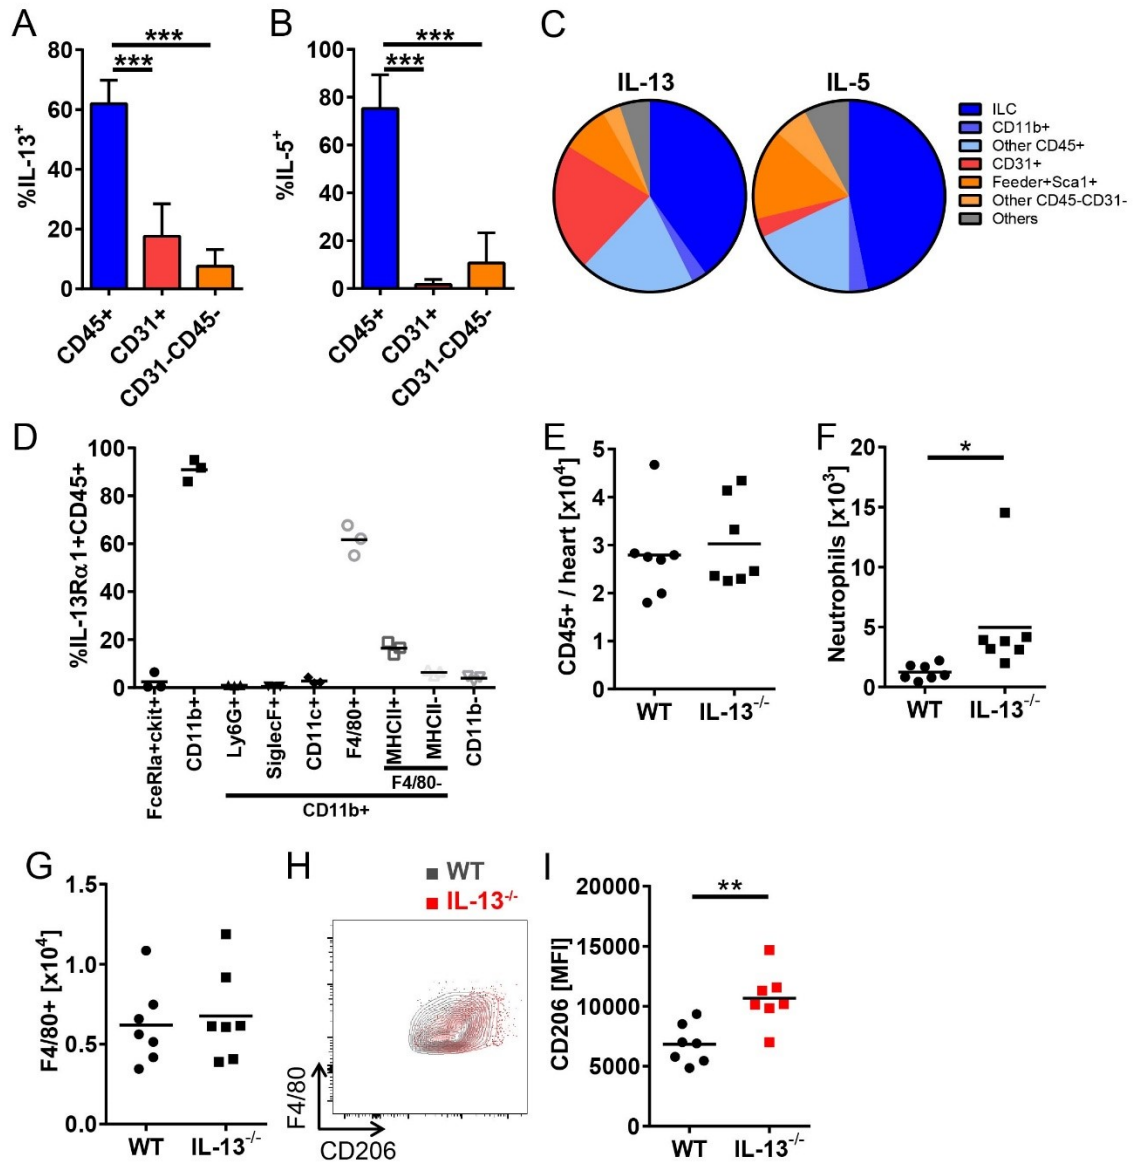 A
***
***
%IL-13+
80
60
40
20
0
CD45+
CD31+
CD31-CD45-
B
***
***
%IL-5+
100
80
60
40
20
0
CD45+
CD31+
CD31-CD45-
C
IL-13
IL-5
ILC
CD11b+
Other CD45+
CD31+
Feeder+Sca1+
Other CD45-CD31-
Others
D
%IL-13Rα1+CD45+
100
80
60
40
20
0
FceRIa+ckit+
CD11b+
Ly6G+
SiglecF+
CD11c+
F4/80+
MHCII+
MHCII-
CD11b-
F4/80-
CD11b+
E
CD45+ / heart [x10⁴]
5
4
3
2
1
0
WT
IL-13-/-
F
*
Neutrophils [x10³]
20
15
10
5
0
WT
IL-13-/-
G
F4/80+ [x10⁴]
1.5
1.0
0.5
0.0
WT
IL-13-/-
H
WT
IL-13-/-
F4/80
CD206
I
**
CD206 [MFI]
20000
15000
10000
5000
0
WT
IL-13-/-